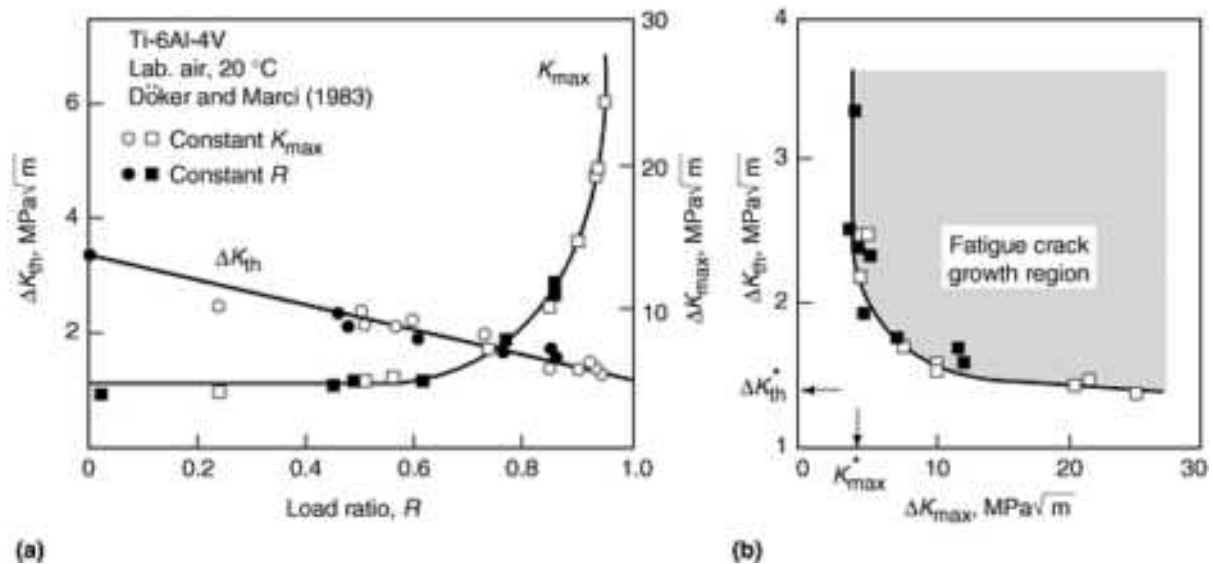 Ti-6Al-4V
Lab. air, 20 °C
Döker and Marci (1983)
Constant Kmax
Constant R
ΔKth
Kmax
ΔKth, MPa√m
6
4
2
30
20
10
ΔKmax, MPa√m
0
0.2
0.4
0.6
0.8
1.0
Load ratio, R
(a)
4
3
2
1
ΔKth, MPa√m
Fatigue crack
growth region
ΔK*th
0
10
20
30
K*max
ΔKmax, MPa√m
(b)